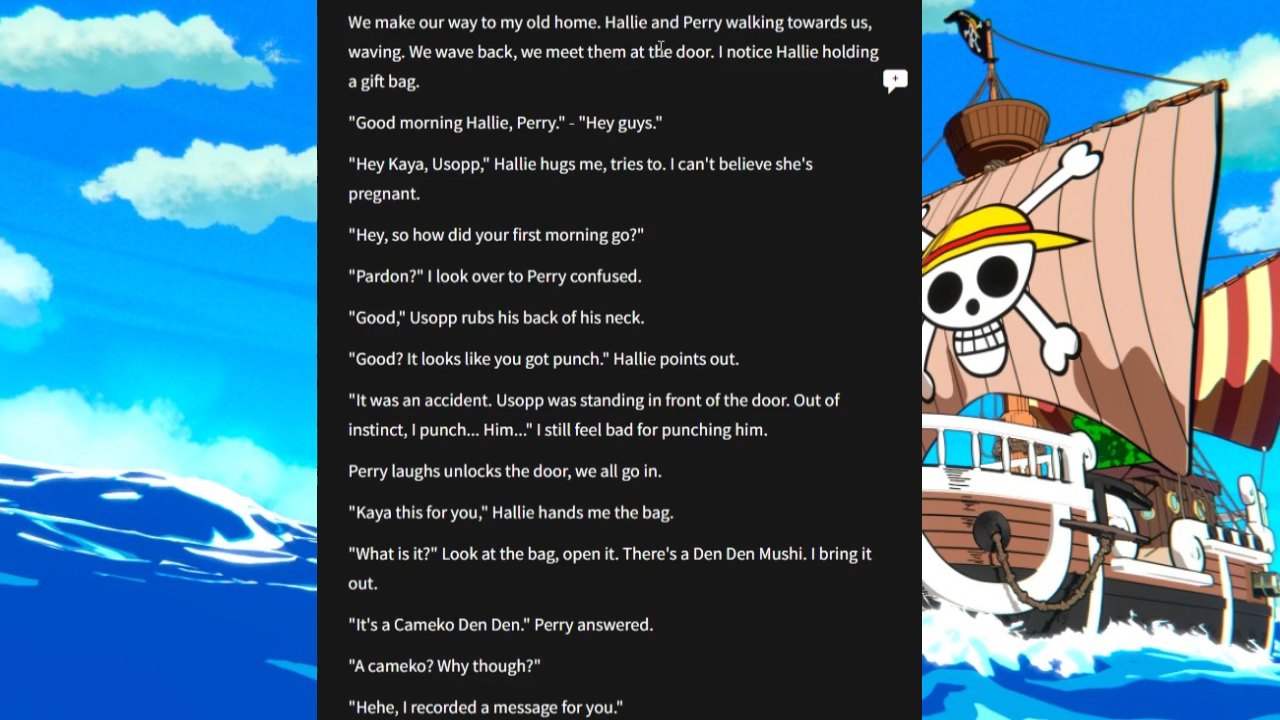 We make our way to my old home. Hallie and Perry walking towards us,
waving. We wave back, we meet them at the door. I notice Hallie holding
a gift bag.
"Good morning Hallie, Perry." - "Hey guys."
"Hey Kaya, Usopp," Hallie hugs me, tries to. I can't believe she's
pregnant.
"Hey, so how did your first morning go?"
"Pardon?" I look over to Perry confused.
"Good," Usopp rubs his back of his neck.
"Good? It looks like you got punch." Hallie points out.
"It was an accident. Usopp was standing in front of the door. Out of
instinct, I punch... Him..." I still feel bad for punching him.
Perry laughs unlocks the door, we all go in.
"Kaya this for you," Hallie hands me the bag.
"What is it?" Look at the bag, open it. There's a Den Den Mushi. I bring it
out.
"It's a Cameko Den Den." Perry answered.
"A cameko? Why though?"
"Hehe, I recorded a message for you."